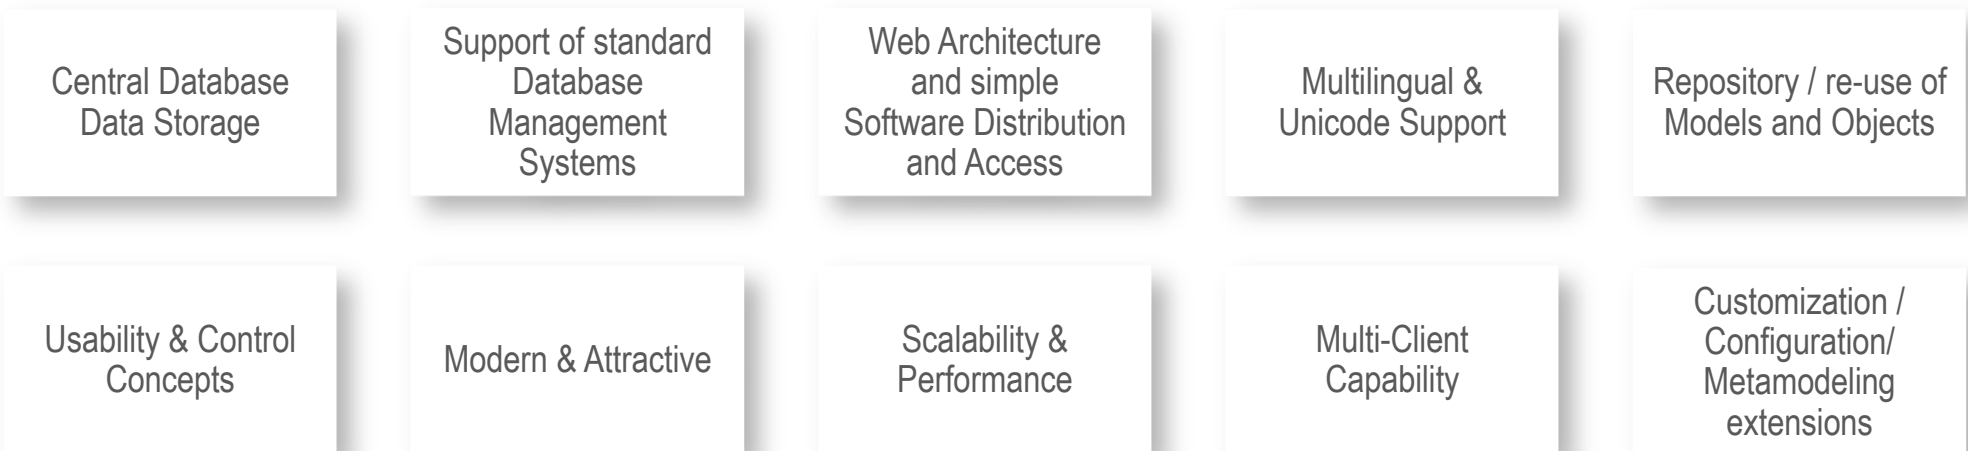 Central Database
Data Storage
Support of standard
Database
Management
Systems
Web Architecture
and simple
Software Distribution
and Access
Multilingual &
Unicode Support
Repository / re-use of
Models and Objects
Usability & Control
Concepts
Modern & Attractive
Scalability &
Performance
Multi-Client
Capability
Customization /
Configuration/
Metamodeling
extensions